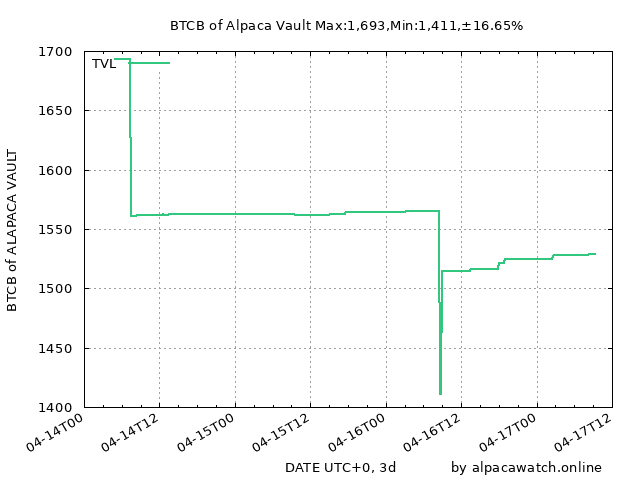 BTCB of Alpaca Vault Max:1,693,Min:1,411,±16.65%
1700
TVL
1650
1600
1550
1500
1450
1400
BTCB of ALAPACA VAULT
04-14T00
04-14T12
04-15T00
04-15T12
04-16T00
04-16T12
04-17T00
04-17T12
DATE UTC+0, 3d
by alpacawatch.online